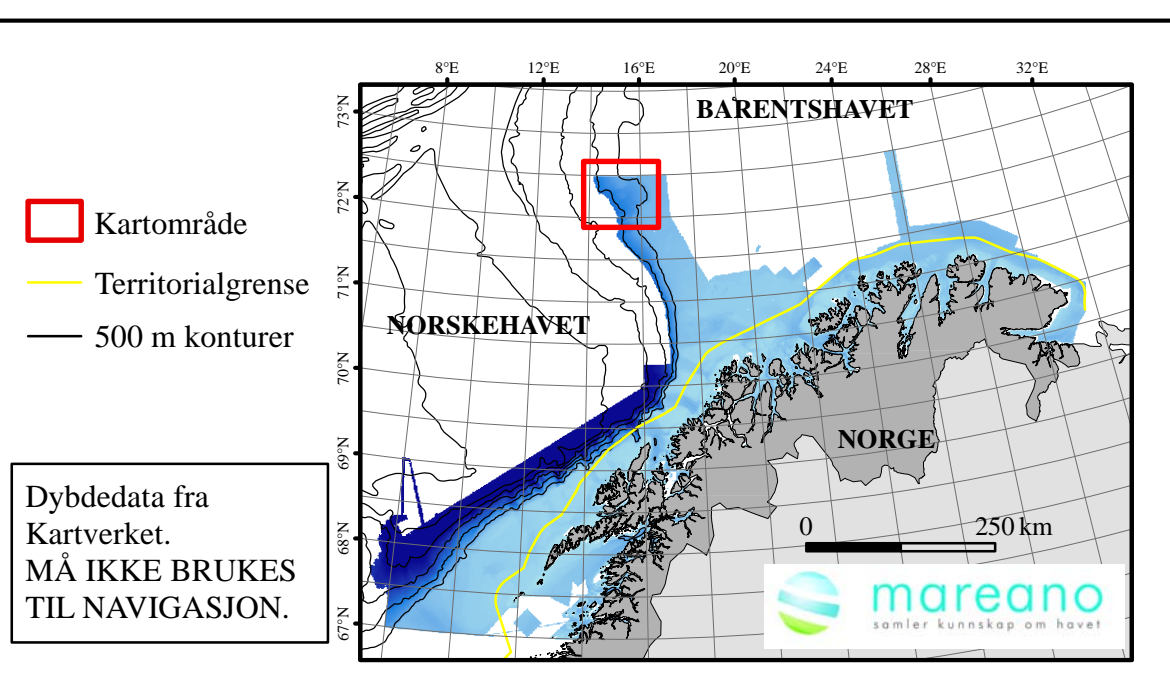 8°E 12°E 16°E 20°E 24°E 28°E 32°E
73°N
72°N
71°N
70°N
69°N
68°N
67°N
BARENTSHAVET
NORSKEHAVET
NORGE
Kartområde
Territorialgrense
500 m konturer
Dybdedata fra
Kartverket.
MÅ IKKE BRUKES
TIL NAVIGASJON.
0 250 km
mareano
samler kunnskap om havet